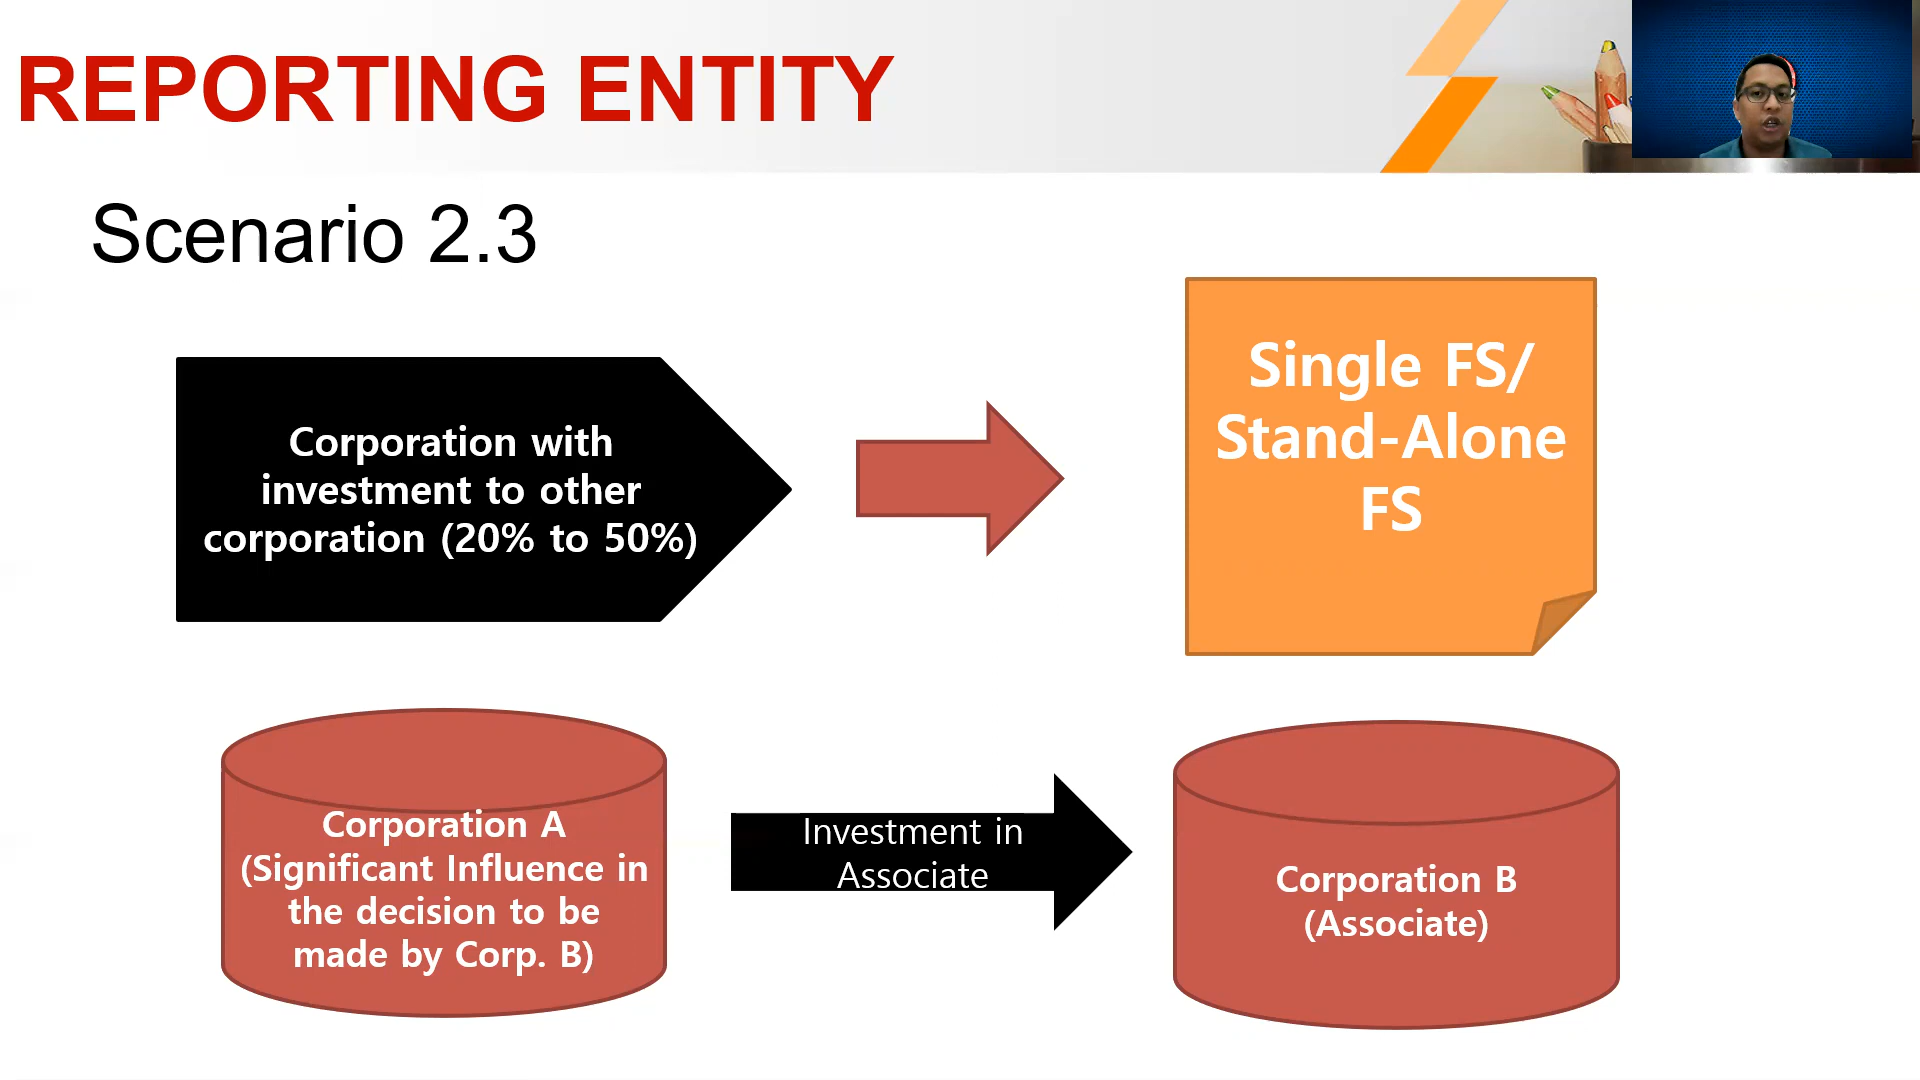 REPORTING ENTITY
Scenario 2.3
Corporation with
investment to other
corporation (20% to 50%)
Single FS/
Stand-Alone
FS
Corporation A
(Significant Influence in
the decision to be
made by Corp. B)
Investment in
Associate
Corporation B
(Associate)